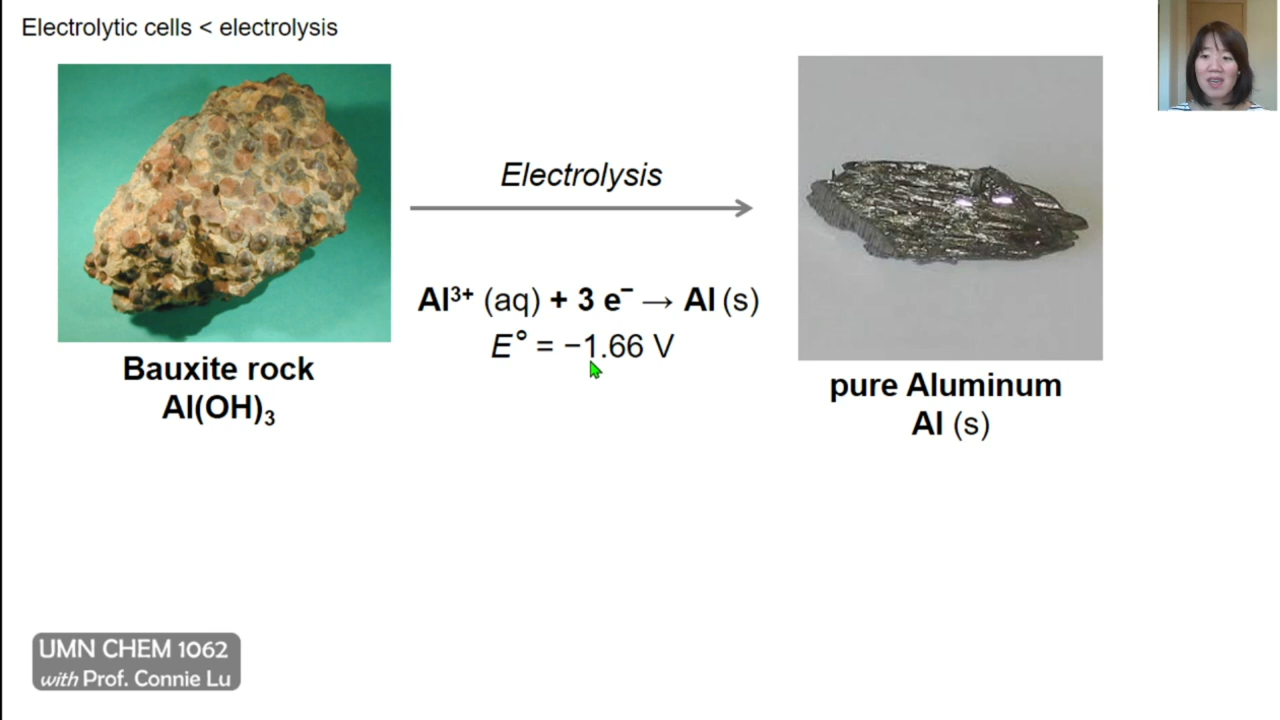 Electrolytic cells < electrolysis
Electrolysis
Al³⁺ (aq) + 3 e⁻ → Al (s)
E° = −1.66 V
Bauxite rock
Al(OH)₃
pure Aluminum
Al (s)
UMN CHEM 1062
with Prof. Connie Lu